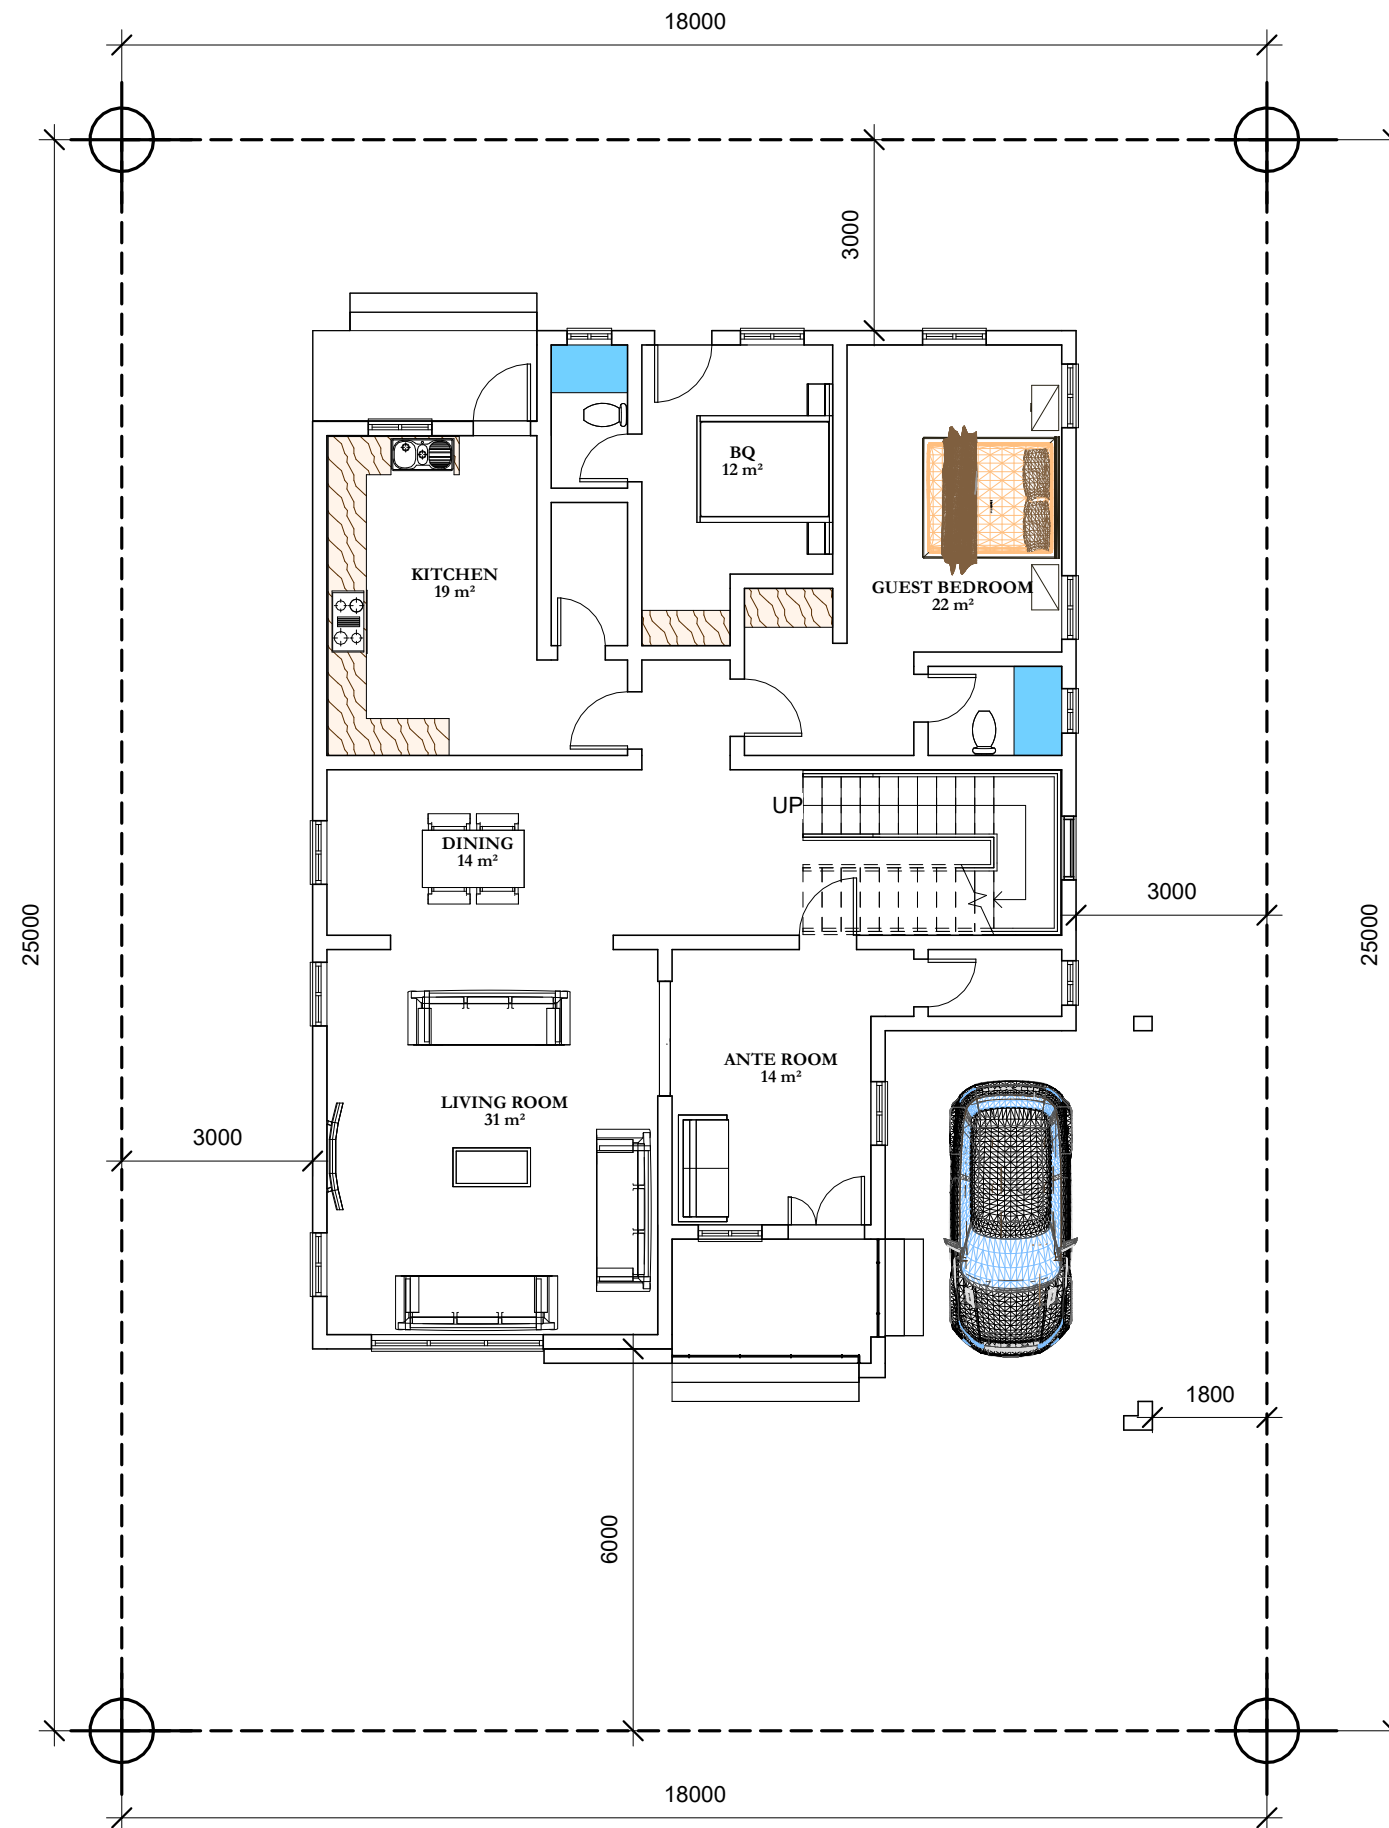 18000
3000
BQ
12 m²
KITCHEN
19 m²
GUEST BEDROOM
22 m²
UP
DINING
14 m²
3000
25000
25000
ANTE ROOM
14 m²
LIVING ROOM
31 m²
3000
1800
6000
18000